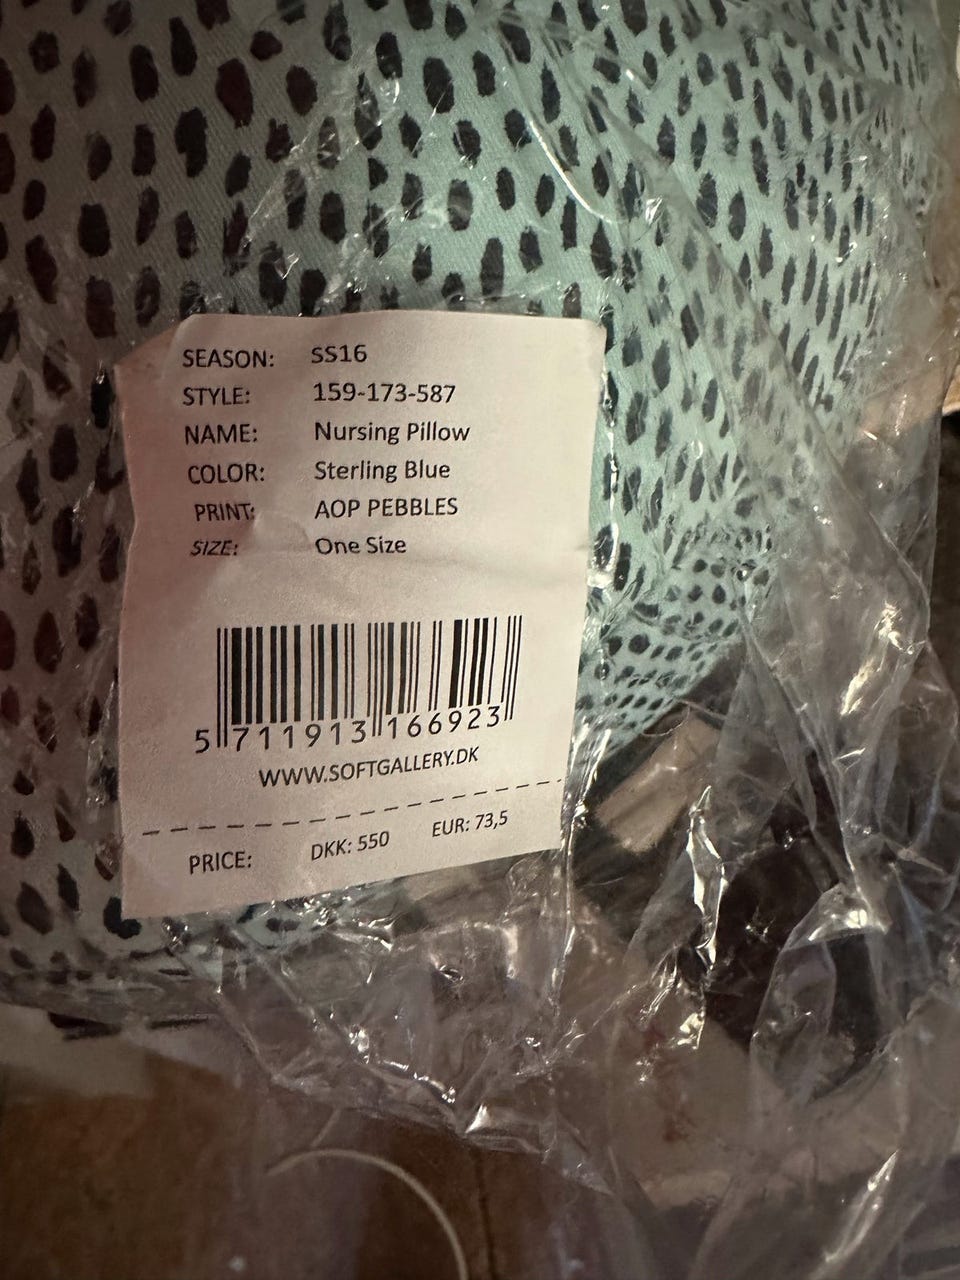 SEASON: SS16
STYLE: 159-173-587
NAME: Nursing Pillow
COLOR: Sterling Blue
PRINT: AOP PEBBLES
SIZE: One Size
5 711913 166923
WWW.SOFTGALLERY.DK
PRICE: DKK: 550 EUR: 73,5